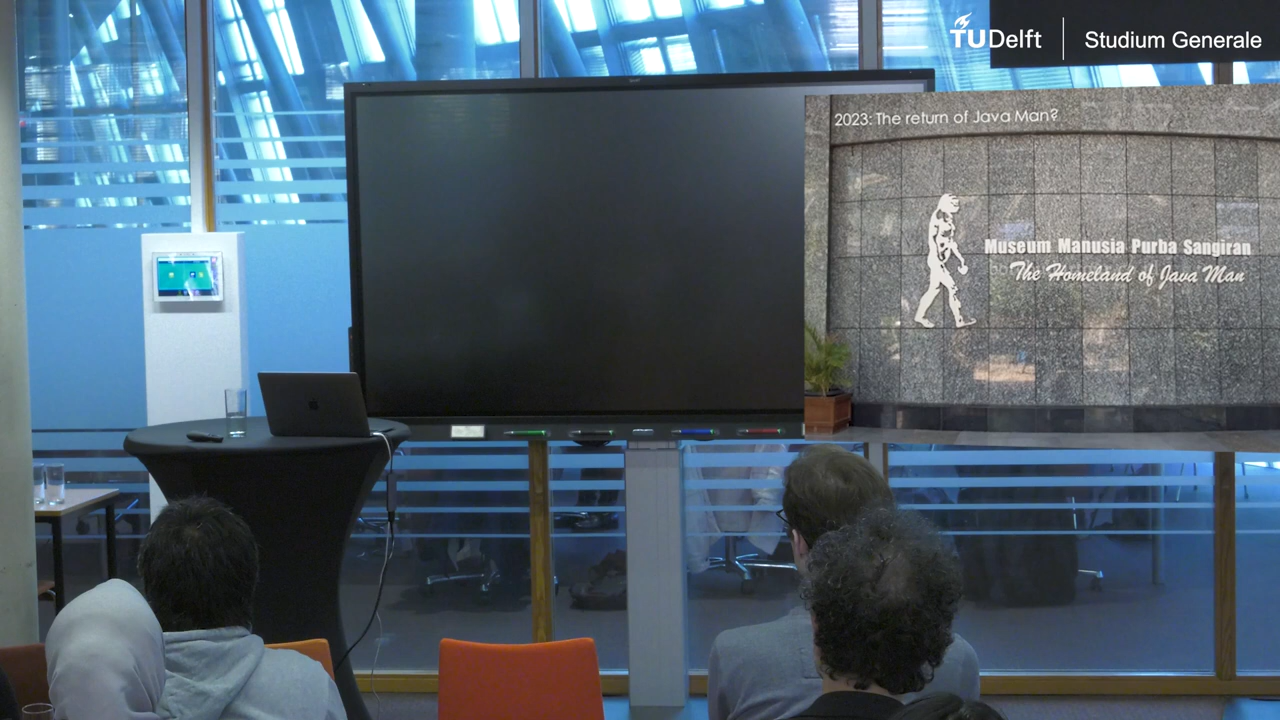 TUDelft
Studium Generale
2023: The return of Java Man?
Museum Manusia Purba Sangiran
The Homeland of Java Man